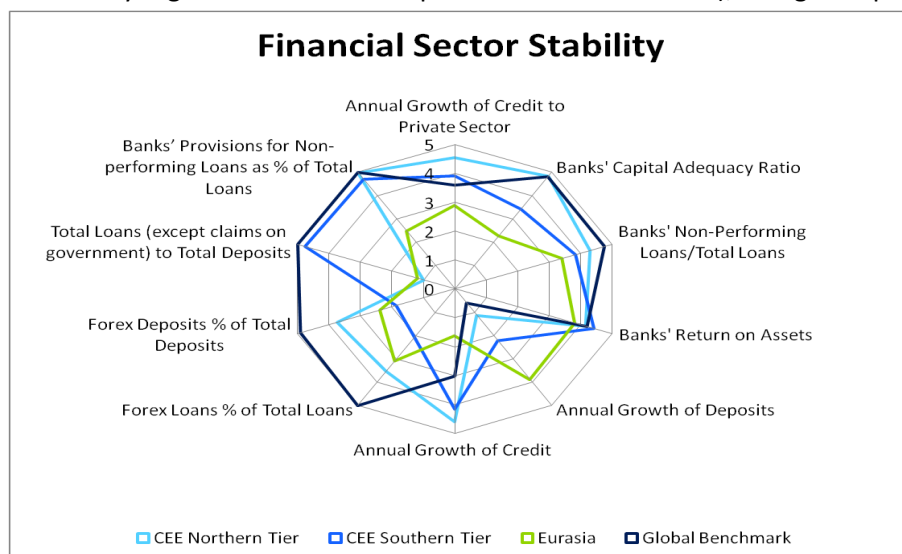 Financial Sector Stability
Annual Growth of Credit to
Private Sector
Banks' Provisions for Non-
performing Loans as % of Total
Loans
Banks' Capital Adequacy Ratio
Total Loans (except claims on
government) to Total Deposits
Banks' Non-Performing
Loans/Total Loans
Forex Deposits % of Total
Deposits
Banks' Return on Assets
Forex Loans % of Total Loans
Annual Growth of Deposits
Annual Growth of Credit
5
4
3
2
1
0
CEE Northern Tier CEE Southern Tier Eurasia Global Benchmark